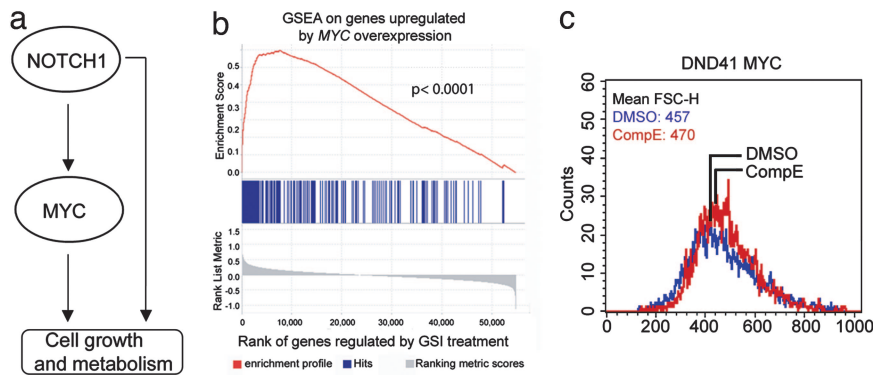 a
NOTCH1
MYC
Cell growth
and metabolism
b
GSEA on genes upregulated
by MYC overexpression
Enrichment Score
0.5
0.4
0.3
0.2
0.1
0.0
p< 0.0001
Rank List Metric
1.5
1.0
0.5
0.0
-0.5
-1.0
0 10,000 20,000 30,000 40,000 50,000
Rank of genes regulated by GSI treatment
enrichment profile Hits Ranking metric scores
c
DND41 MYC
Mean FSC-H
DMSO: 457
CompE: 470
DMSO
CompE
Counts
60
50
40
30
20
10
0
0 200 400 600 800 1000